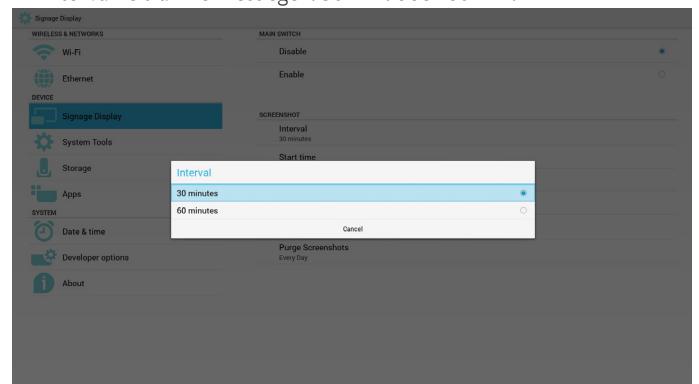 Signage Display
WIRELESS & NETWORKS
Wi-Fi
Ethernet
DEVICE
Signage Display
System Tools
Storage
Apps
SYSTEM
Date & time
Developer options
About
MAIN SWITCH
Disable
Enable
SCREENSHOT
Interval
30 minutes
Start time
Interval
30 minutes
60 minutes
Cancel
Purge Screenshots
Every Day